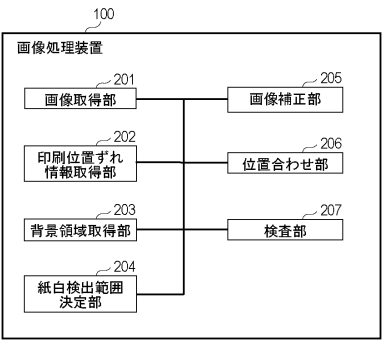 100
画像処理装置
201
画像取得部
202
印刷位置ずれ
情報取得部
203
背景領域取得部
204
紙白検出範囲
決定部
205
画像補正部
206
位置合わせ部
207
検査部